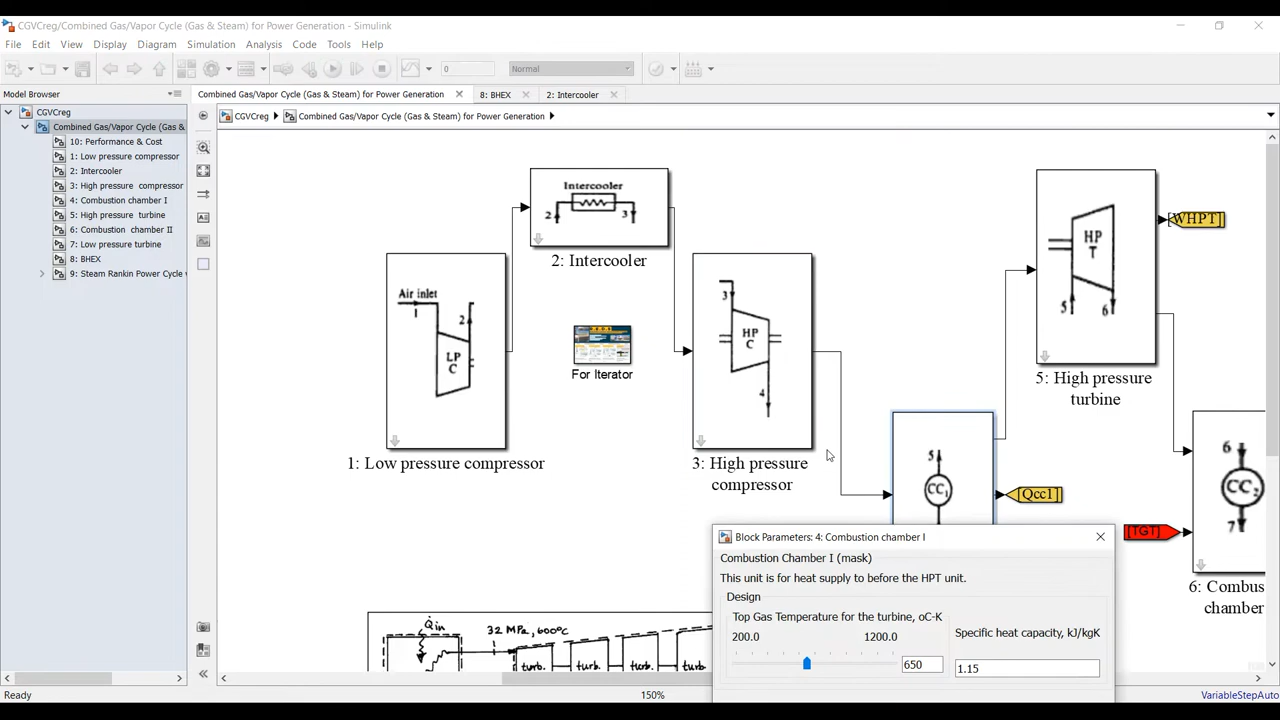 CGVCreg/Combined Gas/Vapor Cycle (Gas & Steam) for Power Generation - Simulink
File Edit View Display Diagram Simulation Analysis Code Tools Help
0 Normal
Model Browser
Combined Gas/Vapor Cycle (Gas & Steam) for Power Generation 8: BHEX 2: Intercooler
CGVCreg Combined Gas/Vapor Cycle (Gas & Steam) for Power Generation
CGVCreg
Combined Gas/Vapor Cycle (Gas &
10: Performance & Cost
1: Low pressure compressor
2: Intercooler
3: High pressure compressor
4: Combustion chamber I
5: High pressure turbine
6: Combustion chamber II
7: Low pressure turbine
8: BHEX
9: Steam Rankin Power Cycle
Intercooler
2 3
2: Intercooler
Air inlet
1
2
LP
C
1: Low pressure compressor
For Iterator
3
HP
C
4
3: High pressure
compressor
5
CC1
[Qcc1]
HP
T
5 6
[WHPT]
5: High pressure
turbine
[TGT]
6
CC2
7
6: Combus
chamber
Qin
32 MPa, 600°C
turb. turb. turb. turb.
Block Parameters: 4: Combustion chamber I
Combustion Chamber I (mask)
This unit is for heat supply to before the HPT unit.
Design
Top Gas Temperature for the turbine, oC-K
200.0 1200.0
650
Specific heat capacity, kJ/kgK
1.15
Ready 150% VariableStepAuto